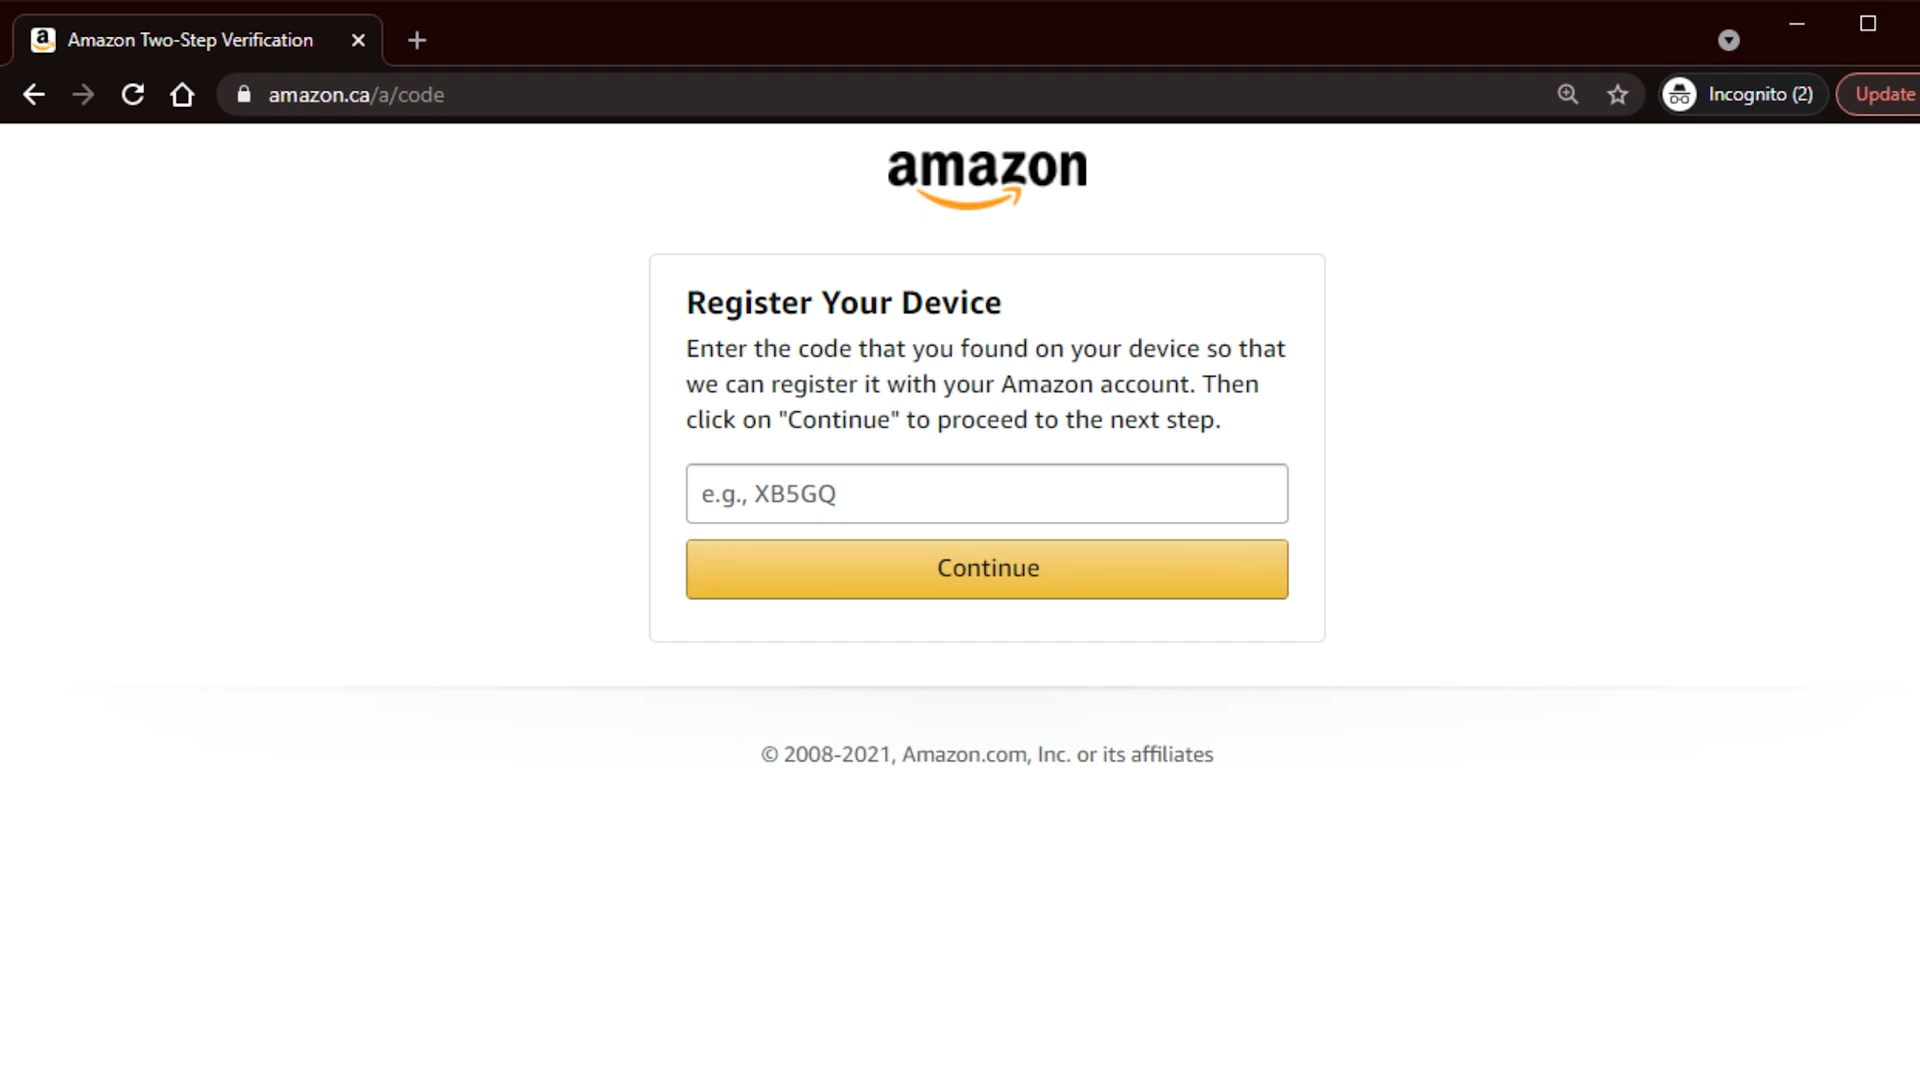 Amazon Two-Step Verification
amazon.ca/a/code
Incognito (2)
Update
amazon
Register Your Device
Enter the code that you found on your device so that
we can register it with your Amazon account. Then
click on "Continue" to proceed to the next step.
e.g., XB5GQ
Continue
© 2008-2021, Amazon.com, Inc. or its affiliates